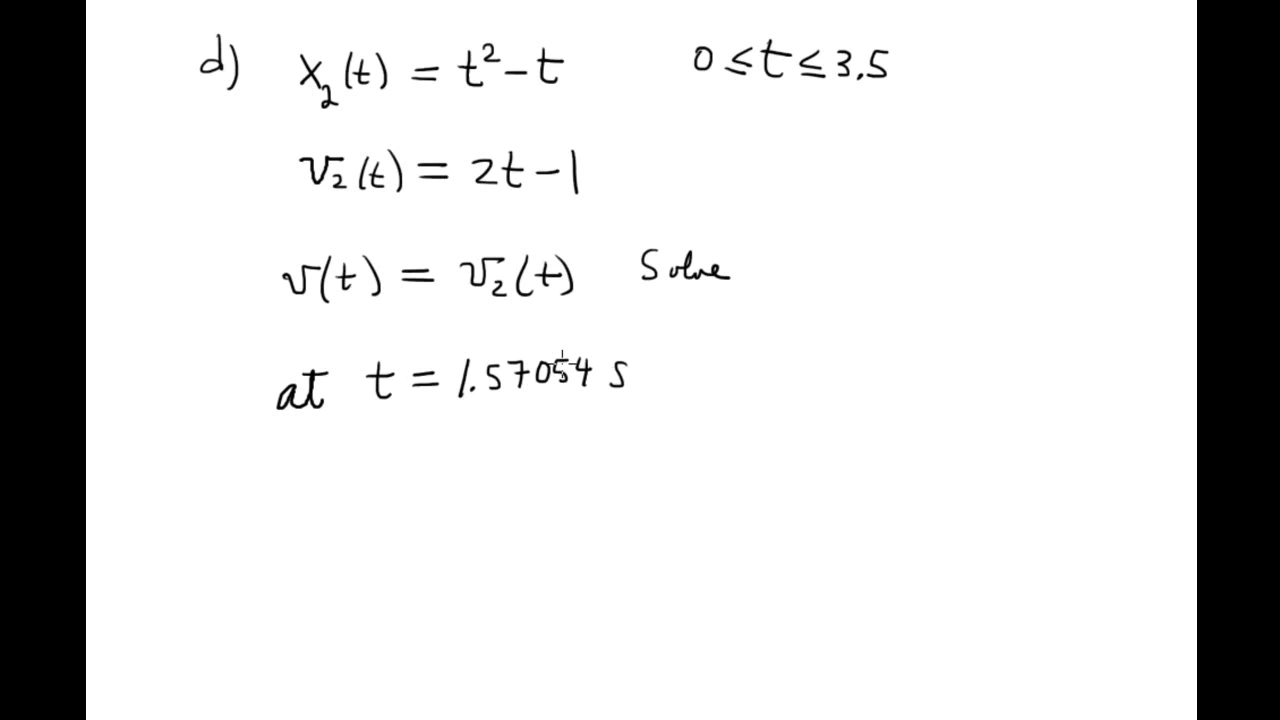 d) x₂(t) = t² − t 0 ≤ t ≤ 3.5
v₂(t) = 2t − 1
v(t) = v₂(t) Solve
at t = 1.57054 s